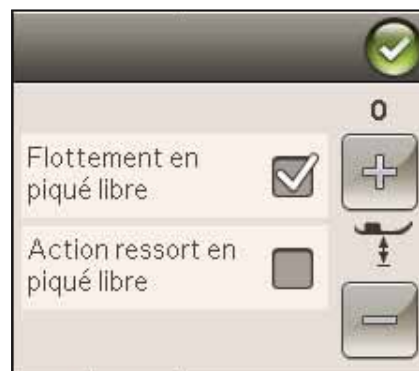 0
Flottement en
piqué libre
Action ressort en
piqué libre